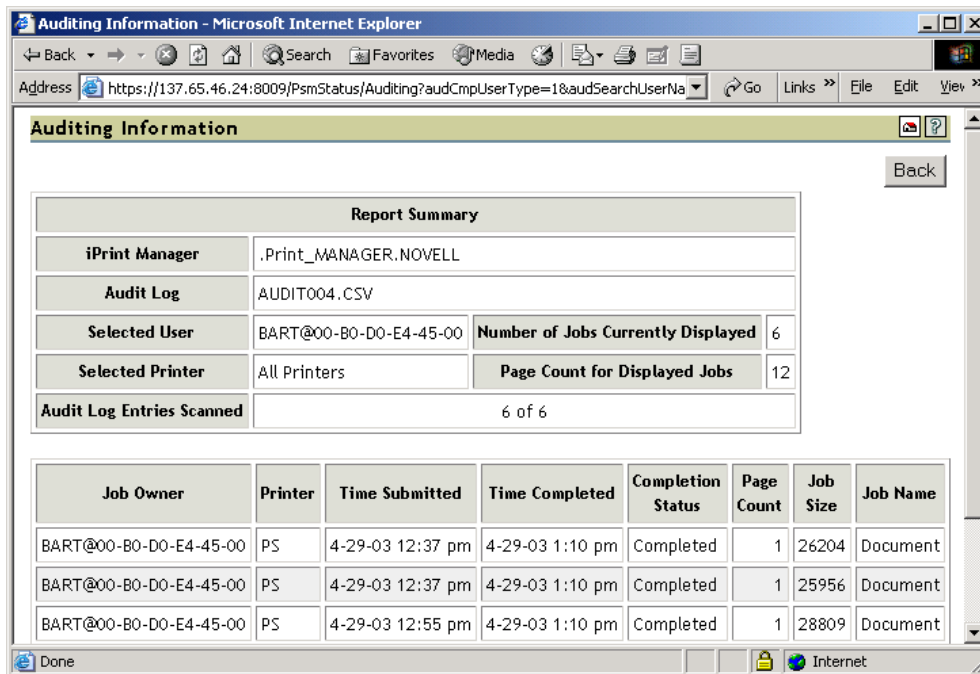 Auditing Information - Microsoft Internet Explorer
Back Search Favorites Media
Address https://137.65.46.24:8009/PsmStatus/Auditing?audCmpUserType=1&audSearchUserNa Go Links » File Edit View »
Auditing Information
Back
Report Summary
iPrint Manager .Print_MANAGER.NOVELL
Audit Log AUDIT004.CSV
Selected User BART@00-B0-D0-E4-45-00 Number of Jobs Currently Displayed 6
Selected Printer All Printers Page Count for Displayed Jobs 12
Audit Log Entries Scanned 6 of 6
Job Owner Printer Time Submitted Time Completed Completion Status Page Count Job Size Job Name
BART@00-B0-D0-E4-45-00 PS 4-29-03 12:37 pm 4-29-03 1:10 pm Completed 1 26204 Document
BART@00-B0-D0-E4-45-00 PS 4-29-03 12:37 pm 4-29-03 1:10 pm Completed 1 25956 Document
BART@00-B0-D0-E4-45-00 PS 4-29-03 12:55 pm 4-29-03 1:10 pm Completed 1 28809 Document
Done Internet